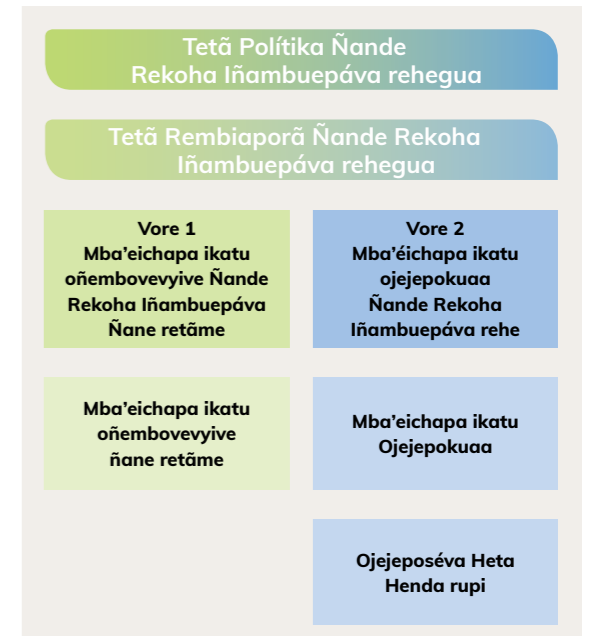 Tetã Polítika Ñande
Rekoha Iñambuepáva rehegua
Tetã Rembiaporã Ñande Rekoha
Iñambuepáva rehegua
Vore 1
Mba'eichapa ikatu
oñembovevyive Ñande
Rekoha Iñambuepáva
Ñane retãme
Vore 2
Mba'éichapa ikatu
ojejepokuaa
Ñande Rekoha
Iñambuepáva rehe
Mba'eichapa ikatu
oñembovevyive
ñane retãme
Mba'eichapa ikatu
Ojejepokuaa
Ojejeposéva Heta
Henda rupi